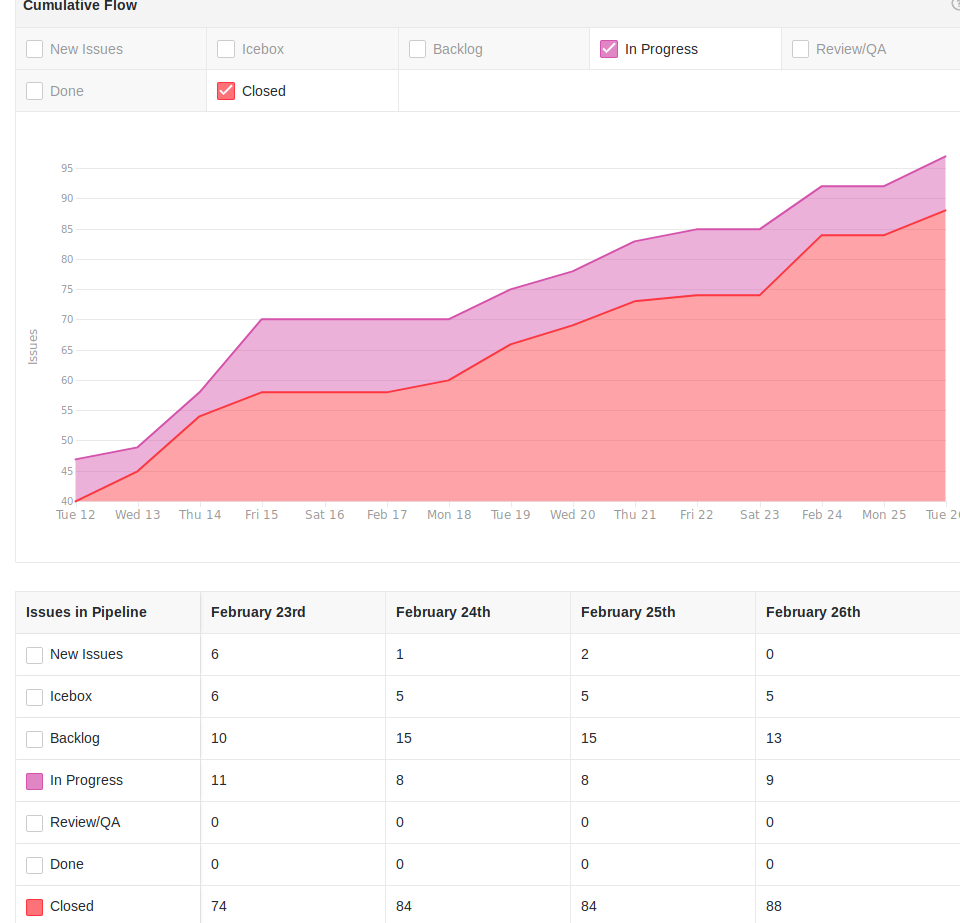 Cumulative Flow
New Issues Icebox Backlog In Progress Review/QA
Done Closed
95
90
85
80
75
70
65
60
55
50
45
40
Issues
Tue 12 Wed 13 Thu 14 Fri 15 Sat 16 Feb 17 Mon 18 Tue 19 Wed 20 Thu 21 Fri 22 Sat 23 Feb 24 Mon 25 Tue 26
Issues in Pipeline February 23rd February 24th February 25th February 26th
New Issues 6 1 2 0
Icebox 6 5 5 5
Backlog 10 15 15 13
In Progress 11 8 8 9
Review/QA 0 0 0 0
Done 0 0 0 0
Closed 74 84 84 88